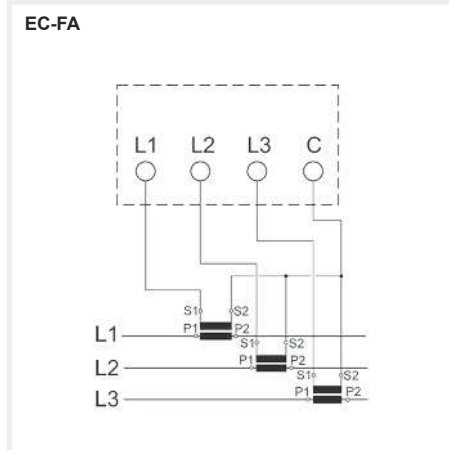 EC-FA
L1 L2 L3 C
S1 S2
L1 P1 P2
S1 S2
L2 P1 P2
S1 S2
L3 P1 P2